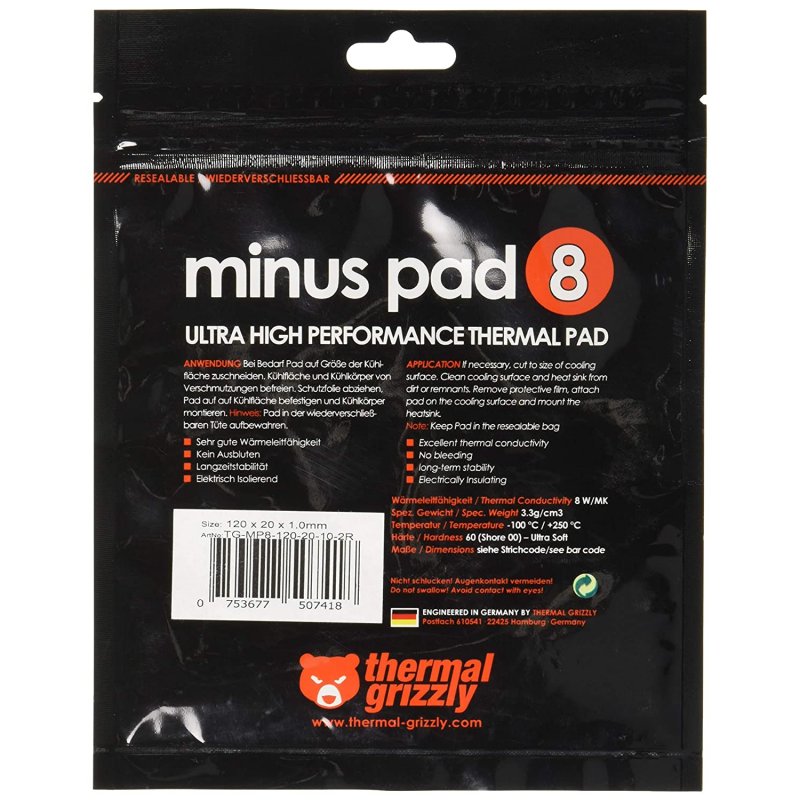 RESEALABLE WIEDERVERSCHLIESSBAR
minus pad 8
ULTRA HIGH PERFORMANCE THERMAL PAD
ANWENDUNG Bei Bedarf Pad auf Größe der Kühl-
fläche zuschneiden. Kühlfläche und Kühlkörper von
Verschmutzungen befreien. Schutzfolie abziehen,
Pad auf auf Kühlfläche befestigen und Kühlkörper
montieren. Hinweis: Pad in der wiederverschließ-
baren Tüte aufbewahren.
Sehr gute Wärmeleitfähigkeit
Kein Ausbluten
Langzeitstabilität
Elektrisch Isolierend
APPLICATION If necessary, cut to size of cooling
surface. Clean cooling surface and heat sink from
dirt or remnants. Remove protective film, attach
pad on the cooling surface and mount the
heatsink.
Note: Keep Pad in the resealable bag
Excellent thermal conductivity
No bleeding
long-term stability
Electrically Insulating
Wärmeleitfähigkeit / Thermal Conductivity 8 W/MK
Spez. Gewicht / Spec. Weight 3.3g/cm3
Temperatur / Temperature -100 °C / +250 °C
Härte / Hardness 60 (Shore 00) – Ultra Soft
Maße / Dimensions siehe Strichcode/see bar code
Size: 120 x 20 x 1.0mm
ArtNo: TG-MP8-120-20-10-2R
0 753677 507418
Nicht schlucken! Augenkontakt vermeiden!
Do not swallow! Avoid contact with eyes!
ENGINEERED IN GERMANY BY THERMAL GRIZZLY
Postfach 610541 · 22425 Hamburg · Germany
thermal
grizzly
www.thermal-grizzly.com